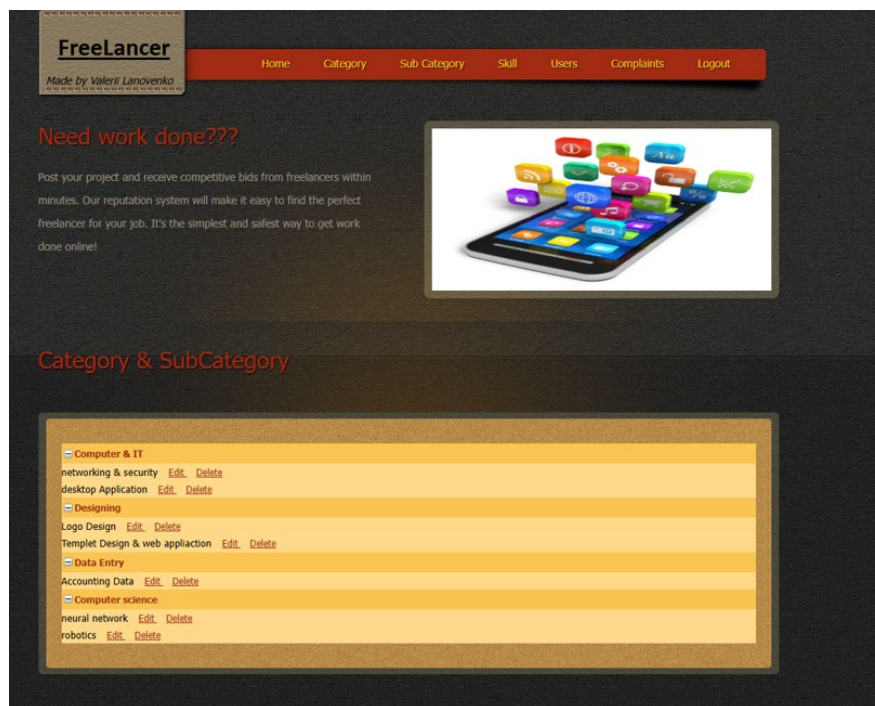 FreeLancer
Made by Valerii Lanovenko
Home Category Sub Category Skill Users Complaints Logout
Need work done???
Post your project and receive competitive bids from freelancers within
minutes. Our reputation system will make it easy to find the perfect
freelancer for your job. It's the simplest and safest way to get work
done online!
Aa
%
Category & SubCategory
Computer & IT
networking & security Edit Delete
desktop Application Edit Delete
Designing
Logo Design Edit Delete
Templet Design & web appliaction Edit Delete
Data Entry
Accounting Data Edit Delete
Computer science
neural network Edit Delete
robotics Edit Delete